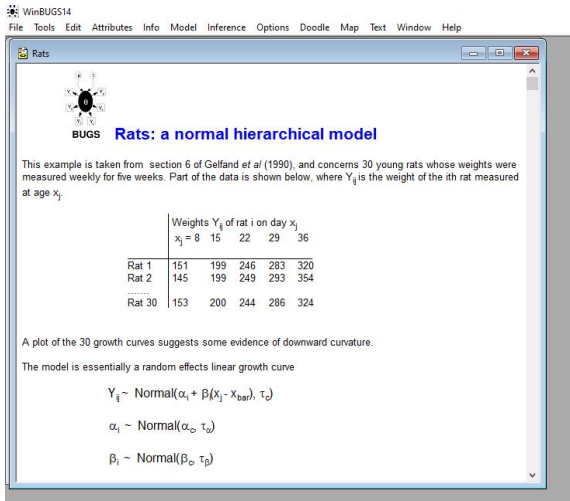 WinBUGS14
File Tools Edit Attributes Info Model Inference Options Doodle Map Text Window Help
Rats
BUGS Rats: a normal hierarchical model
This example is taken from section 6 of Gelfand et al (1990), and concerns 30 young rats whose weights were
measured weekly for five weeks. Part of the data is shown below, where Yij is the weight of the ith rat measured
at age xj.
Weights Yij of rat i on day xj
xj = 8 15 22 29 36
Rat 1 151 199 246 283 320
Rat 2 145 199 249 293 354
.......
Rat 30 153 200 244 286 324
A plot of the 30 growth curves suggests some evidence of downward curvature.
The model is essentially a random effects linear growth curve
Yij ~ Normal(αi + βi(xj - xbar), τc)
αi ~ Normal(αc, τα)
βi ~ Normal(βc, τβ)